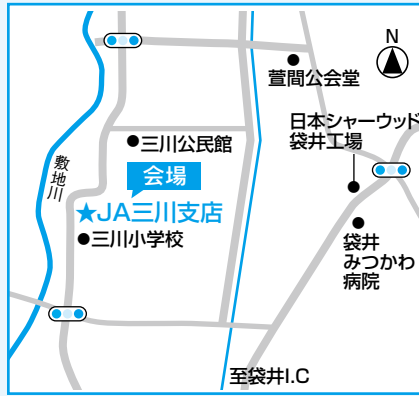 N
萱間公会堂
日本シャーウッド
袋井工場
三川公民館
会場
敷地川
★JA三川支店
三川小学校
袋井
みつかわ
病院
至袋井I.C